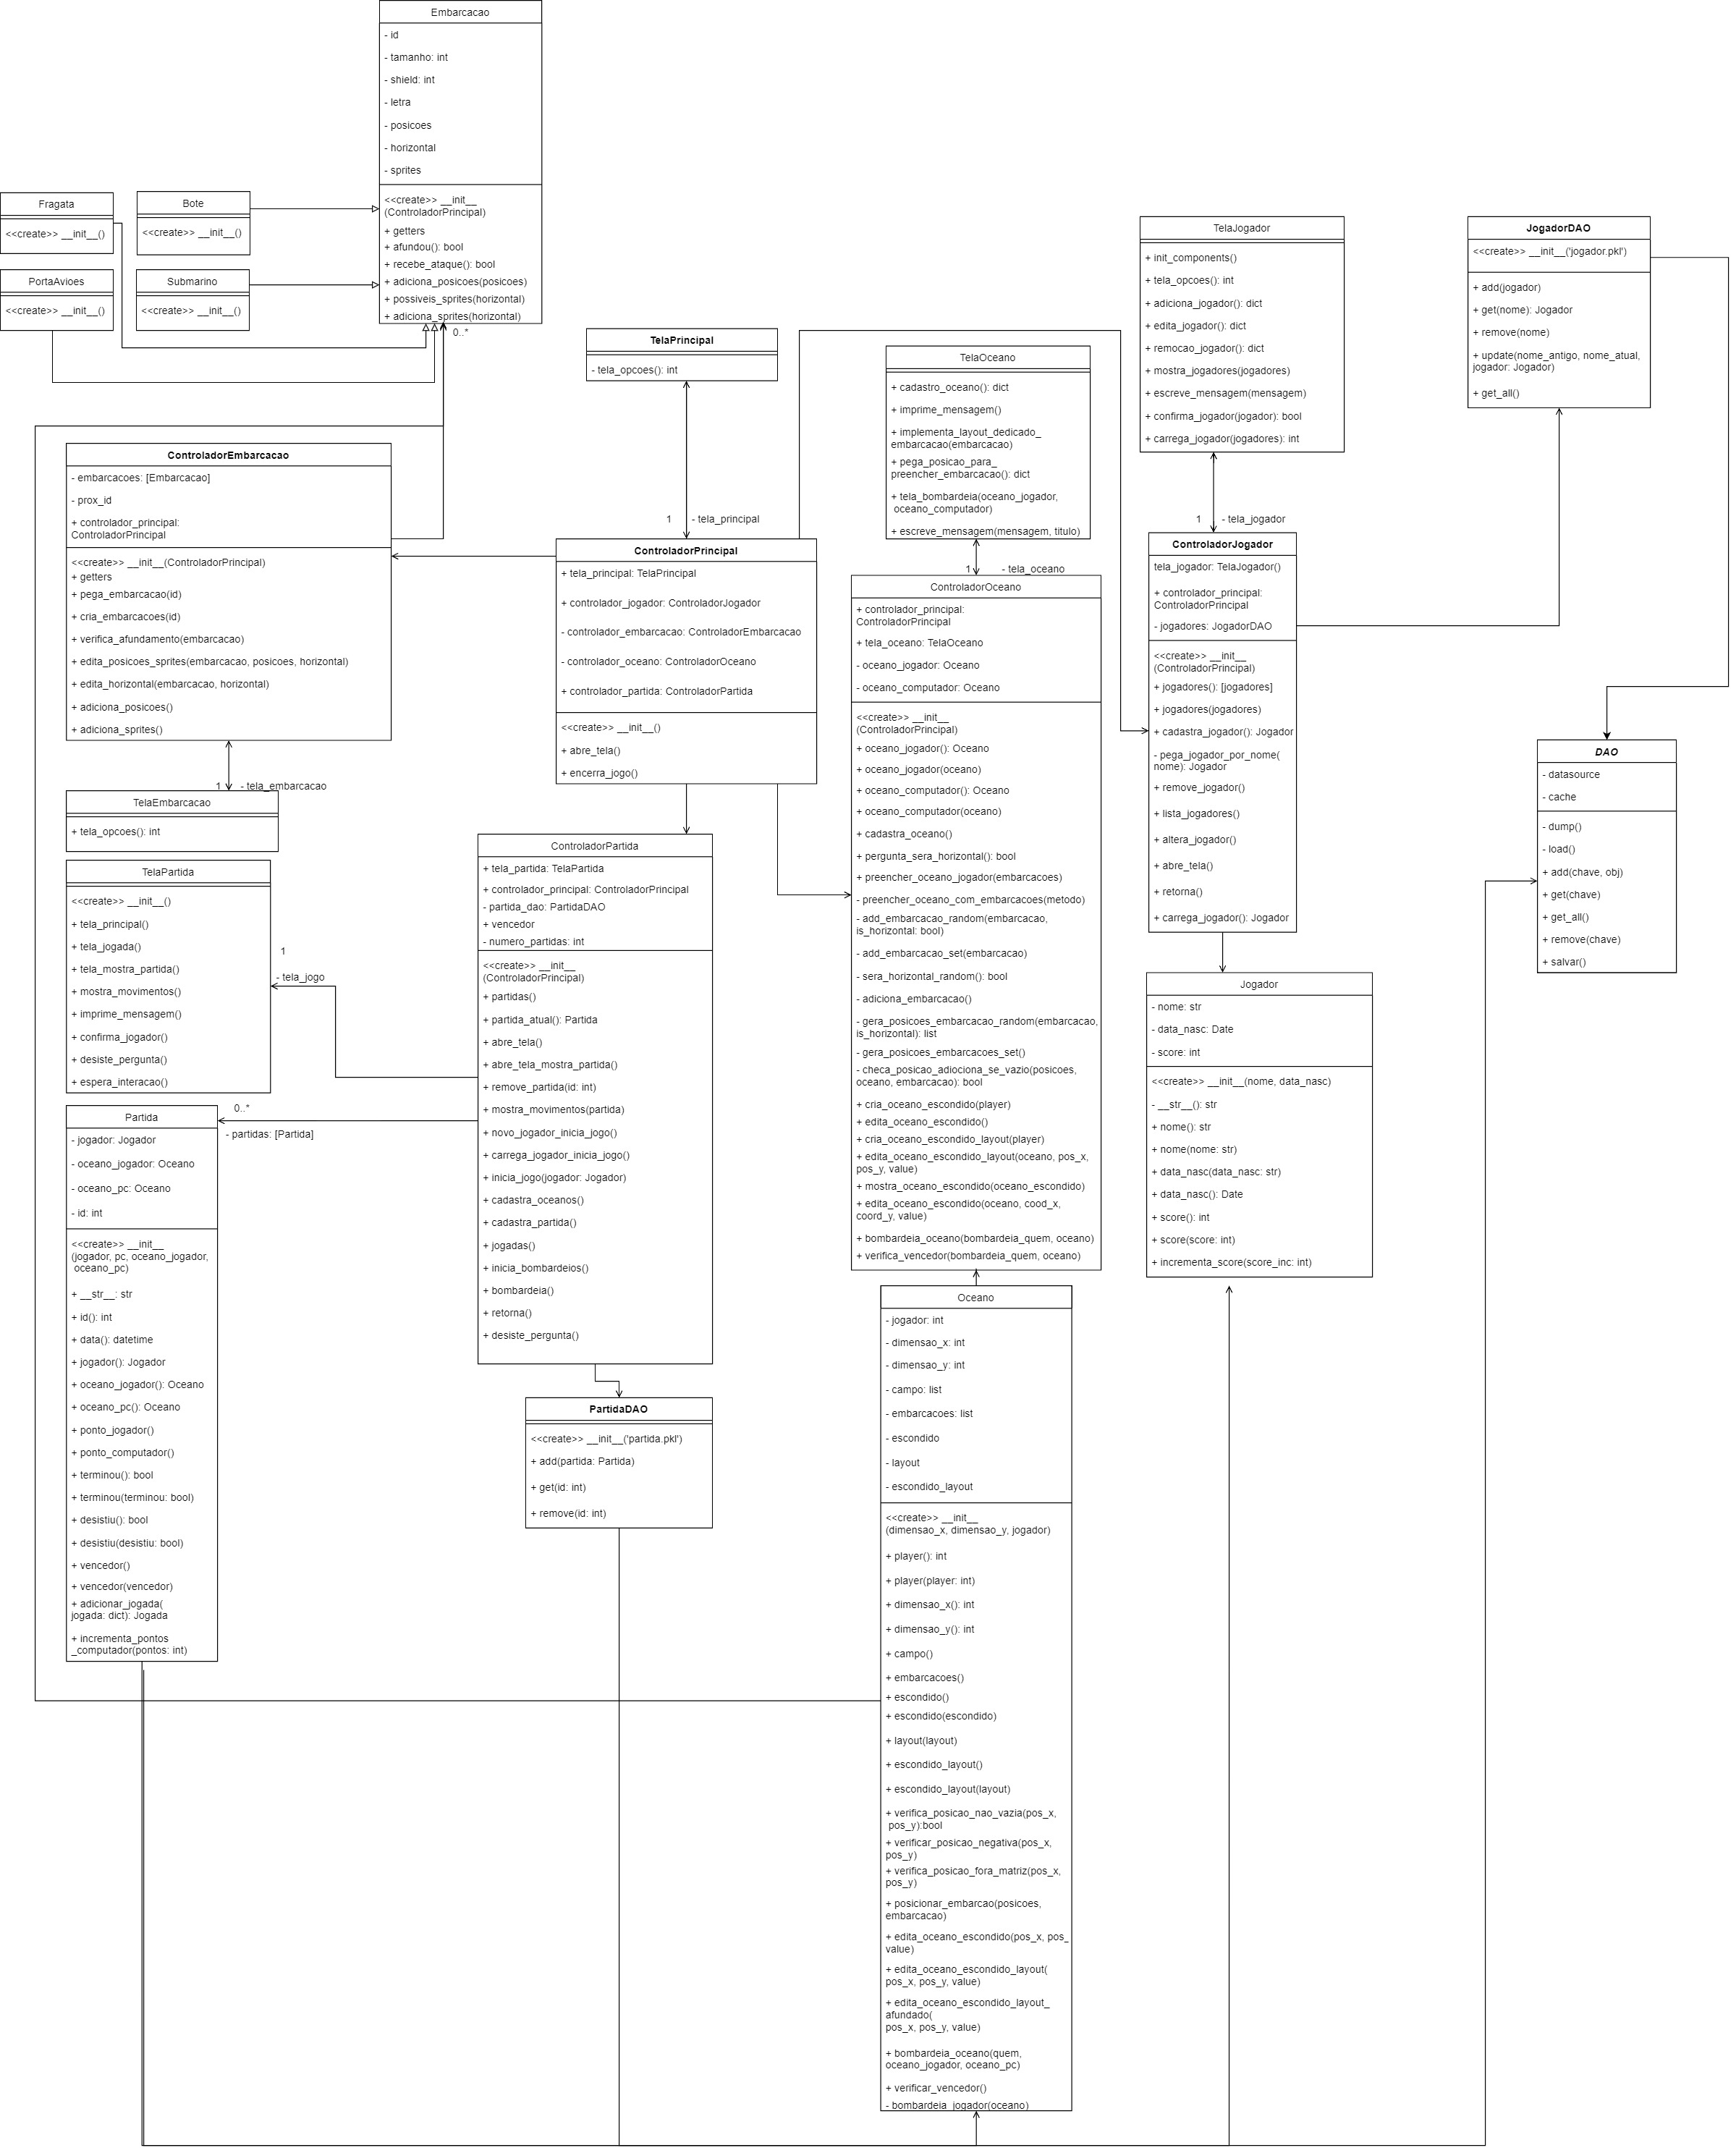 Embarcacao
- id
- tamanho: int
- shield: int
- letra
- posicoes
- horizontal
- sprites
<<create>> __init__
(ControladorPrincipal)
+ getters
+ afundou(): bool
+ recebe_ataque(): bool
+ adiciona_posicoes(posicoes)
+ possiveis_sprites(horizontal)
+ adiciona_sprites(horizontal)
0..*
Fragata
<<create>> __init__()
Bote
<<create>> __init__()
PortaAvioes
<<create>> __init__()
Submarino
<<create>> __init__()
TelaPrincipal
- tela_opcoes(): int
1
- tela_principal
TelaOceano
+ cadastro_oceano(): dict
+ imprime_mensagem()
+ implementa_layout_dedicado_
embarcacao(embarcacao)
+ pega_posicao_para_
preencher_embarcacao(): dict
+ tela_bombardeia(oceano_jogador,
oceano_computador)
+ escreve_mensagem(mensagem, titulo)
1
- tela_oceano
TelaJogador
+ init_components()
+ tela_opcoes(): int
+ adiciona_jogador(): dict
+ edita_jogador(): dict
+ remocao_jogador(): dict
+ mostra_jogadores(jogadores)
+ escreve_mensagem(mensagem)
+ confirma_jogador(jogador): bool
+ carrega_jogador(jogadores): int
1
- tela_jogador
JogadorDAO
<<create>> __init__('jogador.pkl')
+ add(jogador)
+ get(nome): Jogador
+ remove(nome)
+ update(nome_antigo, nome_atual,
jogador: Jogador)
+ get_all()
ControladorEmbarcacao
- embarcacoes: [Embarcacao]
- prox_id
+ controlador_principal:
ControladorPrincipal
<<create>> __init__(ControladorPrincipal)
+ getters
+ pega_embarcacao(id)
+ cria_embarcacoes(id)
+ verifica_afundamento(embarcacao)
+ edita_posicoes_sprites(embarcacao, posicoes, horizontal)
+ edita_horizontal(embarcacao, horizontal)
+ adiciona_posicoes()
+ adiciona_sprites()
1
- tela_embarcacao
TelaEmbarcacao
+ tela_opcoes(): int
ControladorPrincipal
+ tela_principal: TelaPrincipal
+ controlador_jogador: ControladorJogador
- controlador_embarcacao: ControladorEmbarcacao
- controlador_oceano: ControladorOceano
+ controlador_partida: ControladorPartida
<<create>> __init__()
+ abre_tela()
+ encerra_jogo()
ControladorOceano
+ controlador_principal:
ControladorPrincipal
+ tela_oceano: TelaOceano
- oceano_jogador: Oceano
- oceano_computador: Oceano
<<create>> __init__
(ControladorPrincipal)
+ oceano_jogador(): Oceano
+ oceano_jogador(oceano)
+ oceano_computador(): Oceano
+ oceano_computador(oceano)
+ cadastra_oceano()
+ pergunta_sera_horizontal(): bool
+ preencher_oceano_jogador(embarcacoes)
- preencher_oceano_com_embarcacoes(metodo)
- add_embarcacao_random(embarcacao,
is_horizontal: bool)
- add_embarcacao_set(embarcacao)
- sera_horizontal_random(): bool
- adiciona_embarcacao()
- gera_posicoes_embarcacao_random(embarcacao,
is_horizontal): list
- gera_posicoes_embarcacoes_set()
- checa_posicao_adiociona_se_vazio(posicoes,
oceano, embarcacao): bool
+ cria_oceano_escondido(player)
+ edita_oceano_escondido()
+ cria_oceano_escondido_layout(player)
+ edita_oceano_escondido_layout(oceano, pos_x,
pos_y, value)
+ mostra_oceano_escondido(oceano_escondido)
+ edita_oceano_escondido(oceano, cood_x,
coord_y, value)
+ bombardeia_oceano(bombardeia_quem, oceano)
+ verifica_vencedor(bombardeia_quem, oceano)
ControladorJogador
tela_jogador: TelaJogador()
+ controlador_principal:
ControladorPrincipal
- jogadores: JogadorDAO
<<create>> __init__
(ControladorPrincipal)
+ jogadores(): [jogadores]
+ jogadores(jogadores)
+ cadastra_jogador(): Jogador
- pega_jogador_por_nome(
nome): Jogador
+ remove_jogador()
+ lista_jogadores()
+ altera_jogador()
+ abre_tela()
+ retorna()
+ carrega_jogador(): Jogador
DAO
- datasource
- cache
- dump()
- load()
+ add(chave, obj)
+ get(chave)
+ get_all()
+ remove(chave)
+ salvar()
TelaPartida
<<create>> __init__()
+ tela_principal()
+ tela_jogada()
+ tela_mostra_partida()
+ mostra_movimentos()
+ imprime_mensagem()
+ confirma_jogador()
+ desiste_pergunta()
+ espera_interacao()
1
- tela_jogo
ControladorPartida
+ tela_partida: TelaPartida
+ controlador_principal: ControladorPrincipal
- partida_dao: PartidaDAO
+ vencedor
- numero_partidas: int
<<create>> __init__
(ControladorPrincipal)
+ partidas()
+ partida_atual(): Partida
+ abre_tela()
+ abre_tela_mostra_partida()
+ remove_partida(id: int)
+ mostra_movimentos(partida)
+ novo_jogador_inicia_jogo()
+ carrega_jogador_inicia_jogo()
+ inicia_jogo(jogador: Jogador)
+ cadastra_oceanos()
+ cadastra_partida()
+ jogadas()
+ inicia_bombardeios()
+ bombardeia()
+ retorna()
+ desiste_pergunta()
0..*
- partidas: [Partida]
Partida
- jogador: Jogador
- oceano_jogador: Oceano
- oceano_pc: Oceano
- id: int
<<create>> __init__
(jogador, pc, oceano_jogador,
oceano_pc)
+ __str__: str
+ id(): int
+ data(): datetime
+ jogador(): Jogador
+ oceano_jogador(): Oceano
+ oceano_pc(): Oceano
+ ponto_jogador()
+ ponto_computador()
+ terminou(): bool
+ terminou(terminou: bool)
+ desistiu(): bool
+ desistiu(desistiu: bool)
+ vencedor()
+ vencedor(vencedor)
+ adicionar_jogada(
jogada: dict): Jogada
+ incrementa_pontos
_computador(pontos: int)
Jogador
- nome: str
- data_nasc: Date
- score: int
<<create>> __init__(nome, data_nasc)
- __str__(): str
+ nome(): str
+ nome(nome: str)
+ data_nasc(data_nasc: str)
+ data_nasc(): Date
+ score(): int
+ score(score: int)
+ incrementa_score(score_inc: int)
PartidaDAO
<<create>> __init__('partida.pkl')
+ add(partida: Partida)
+ get(id: int)
+ remove(id: int)
Oceano
- jogador: int
- dimensao_x: int
- dimensao_y: int
- campo: list
- embarcacoes: list
- escondido
- layout
- escondido_layout
<<create>> __init__
(dimensao_x, dimensao_y, jogador)
+ player(): int
+ player(player: int)
+ dimensao_x(): int
+ dimensao_y(): int
+ campo()
+ embarcacoes()
+ escondido()
+ escondido(escondido)
+ layout(layout)
+ escondido_layout()
+ escondido_layout(layout)
+ verifica_posicao_nao_vazia(pos_x,
pos_y):bool
+ verificar_posicao_negativa(pos_x,
pos_y)
+ verifica_posicao_fora_matriz(pos_x,
pos_y)
+ posicionar_embarcao(posicoes,
embarcacao)
+ edita_oceano_escondido(pos_x, pos_
value)
+ edita_oceano_escondido_layout(
pos_x, pos_y, value)
+ edita_oceano_escondido_layout_
afundado(
pos_x, pos_y, value)
+ bombardeia_oceano(quem,
oceano_jogador, oceano_pc)
+ verificar_vencedor()
- bombardeia_jogador(oceano)